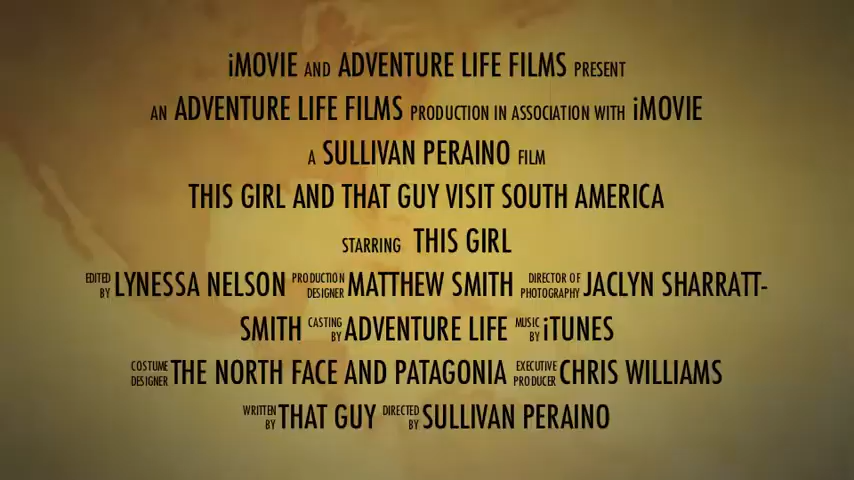 iMOVIE AND ADVENTURE LIFE FILMS PRESENT
AN ADVENTURE LIFE FILMS PRODUCTION IN ASSOCIATION WITH iMOVIE
A SULLIVAN PERAINO FILM
THIS GIRL AND THAT GUY VISIT SOUTH AMERICA
STARRING THIS GIRL
EDITED BY LYNESSA NELSON PRODUCTION DESIGNER MATTHEW SMITH DIRECTOR OF PHOTOGRAPHY JACLYN SHARRATT-
SMITH CASTING BY ADVENTURE LIFE MUSIC BY iTUNES
COSTUME DESIGNER THE NORTH FACE AND PATAGONIA EXECUTIVE PRODUCER CHRIS WILLIAMS
WRITTEN BY THAT GUY DIRECTED BY SULLIVAN PERAINO